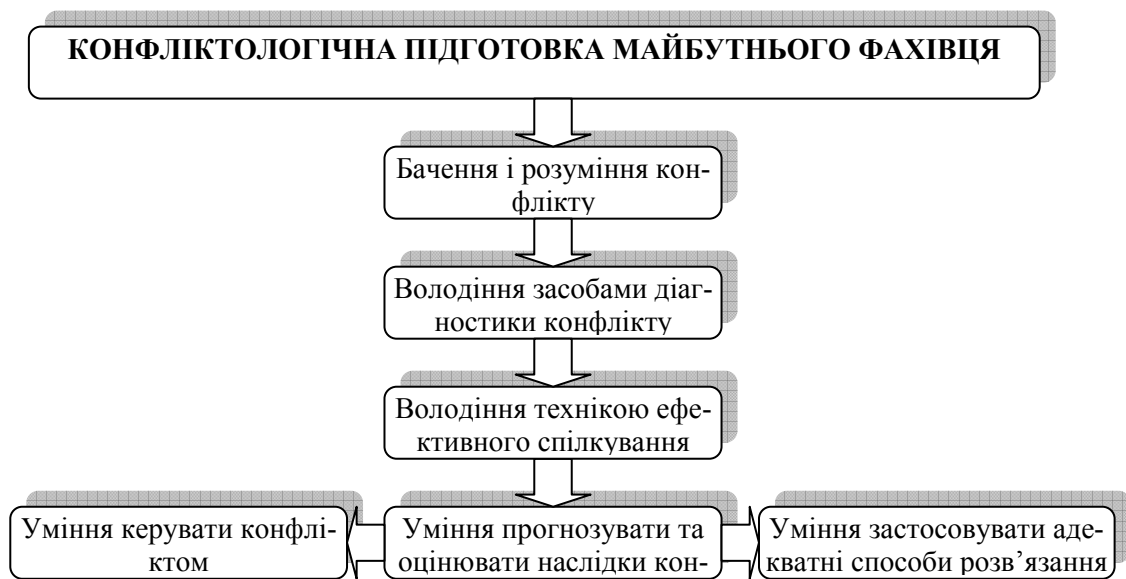 КОНФЛІКТОЛОГІЧНА ПІДГОТОВКА МАЙБУТНЬОГО ФАХІВЦЯ
Бачення і розуміння кон-
флікту
Володіння засобами діаг-
ностики конфлікту
Володіння технікою ефе-
ективного спілкування
Уміння керувати конфлі-
ктом
Уміння прогнозувати та
оцінювати наслідки кон-
Уміння застосовувати аде-
кватні способи розв’язання